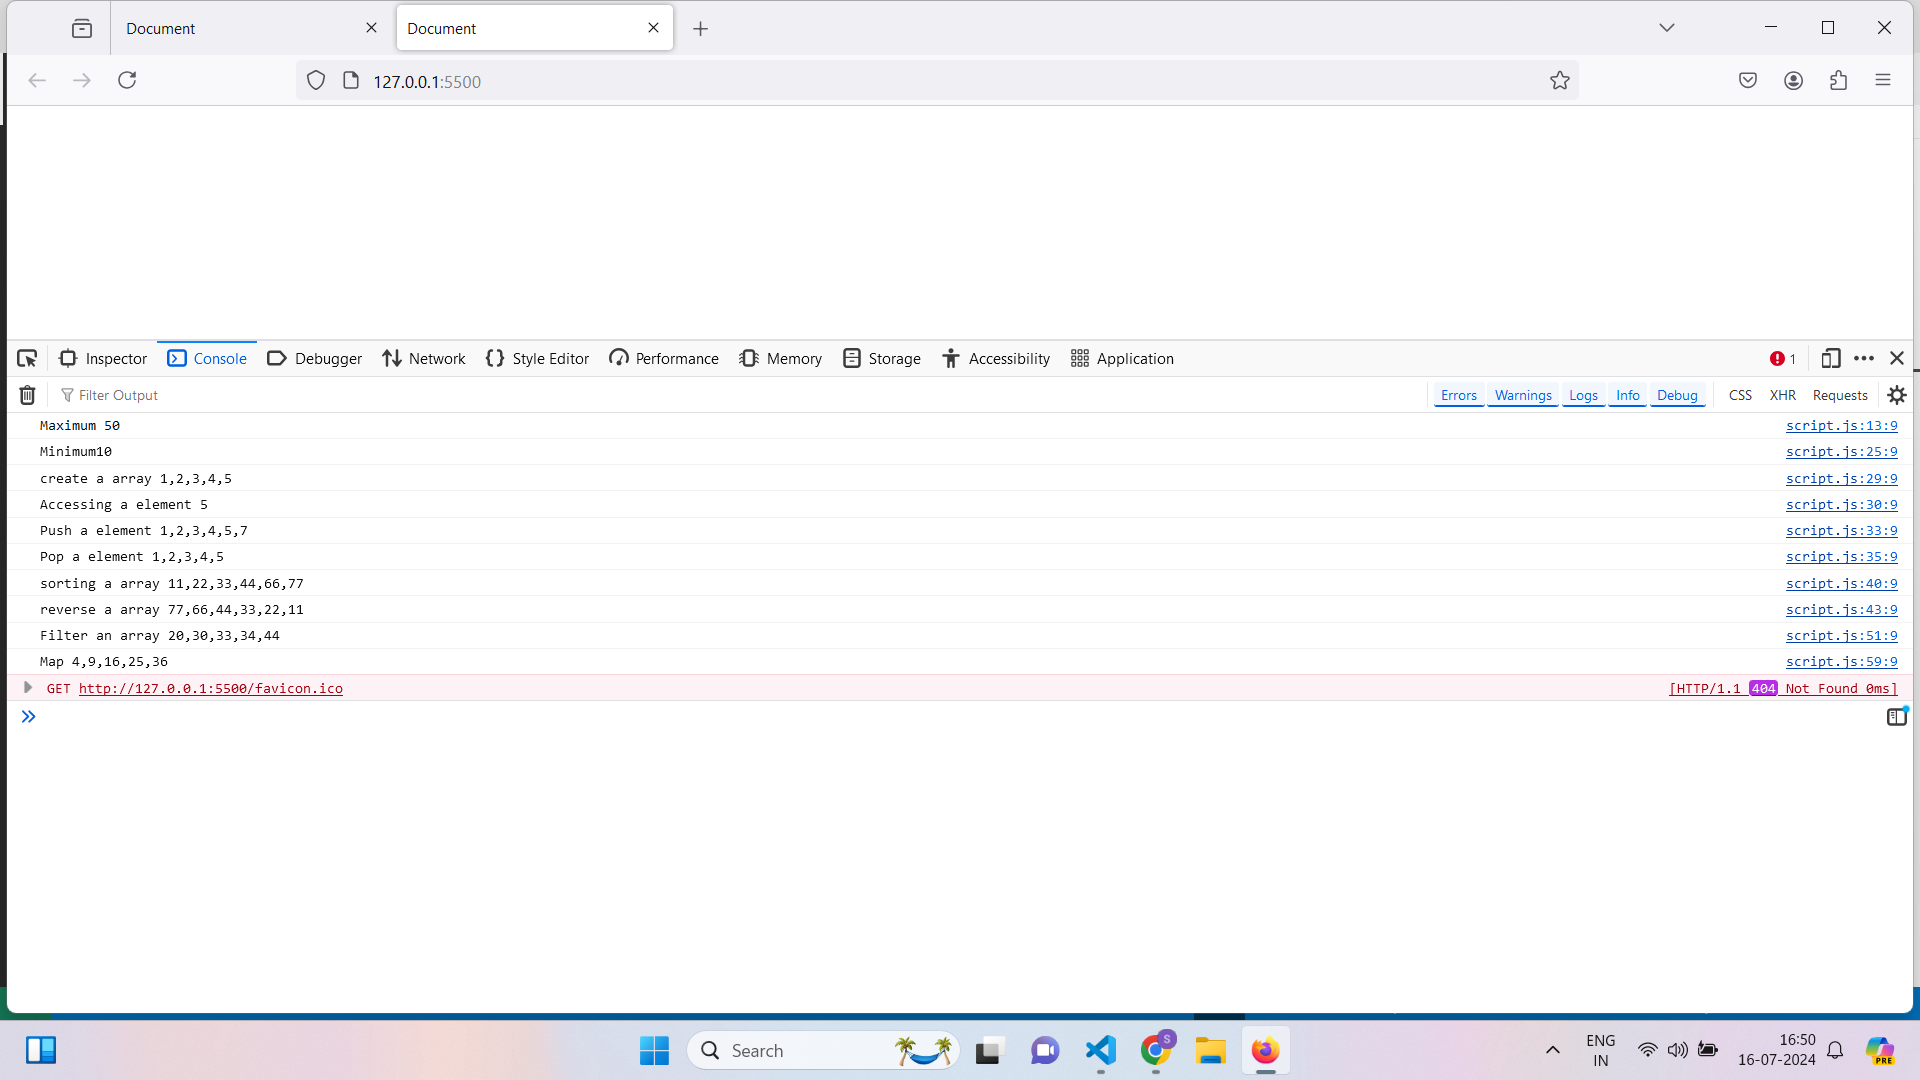 Document
Document
127.0.0.1:5500
Inspector Console Debugger Network Style Editor Performance Memory Storage Accessibility Application 1
Filter Output Errors Warnings Logs Info Debug CSS XHR Requests
Maximum 50 script.js:13:9
Minimum10 script.js:25:9
create a array 1,2,3,4,5 script.js:29:9
Accessing a element 5 script.js:30:9
Push a element 1,2,3,4,5,7 script.js:33:9
Pop a element 1,2,3,4,5 script.js:35:9
sorting a array 11,22,33,44,66,77 script.js:40:9
reverse a array 77,66,44,33,22,11 script.js:43:9
Filter an array 20,30,33,34,44 script.js:51:9
Map 4,9,16,25,36 script.js:59:9
GET http://127.0.0.1:5500/favicon.ico [HTTP/1.1 404 Not Found 0ms]
Search
S
ENG
IN
16:50
16-07-2024
PRE